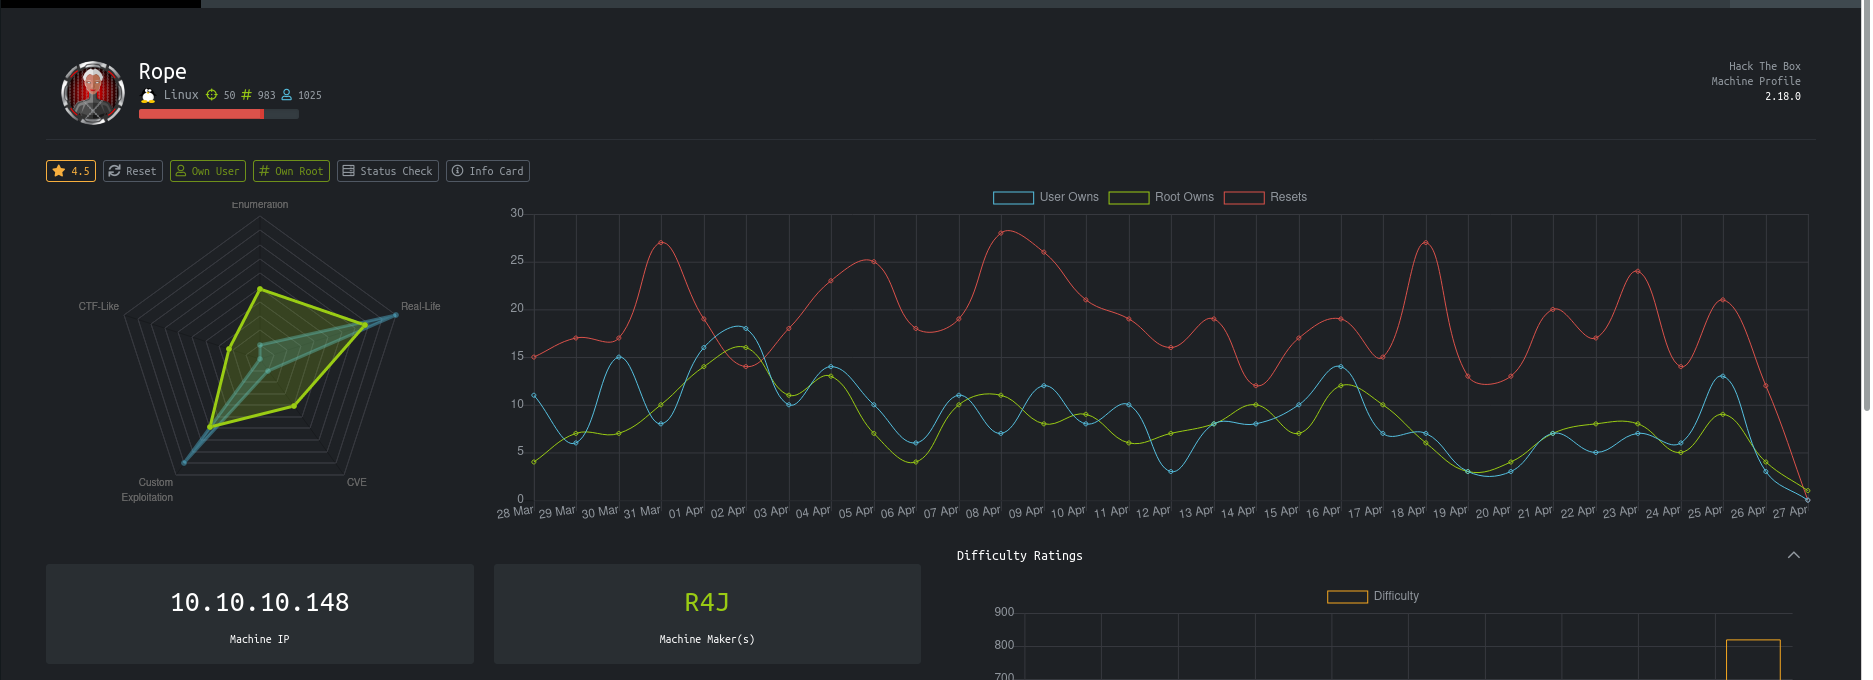 Rope
Linux 50 983 1025
Hack The Box
Machine Profile
2.18.0
4.5 Reset Own User Own Root Status Check Info Card
Enumeration
Real-Life
CVE
Custom
Exploitation
CTF-Like
User Owns Root Owns Resets
30
25
20
15
10
5
0
28 Mar 29 Mar 30 Mar 31 Mar 01 Apr 02 Apr 03 Apr 04 Apr 05 Apr 06 Apr 07 Apr 08 Apr 09 Apr 10 Apr 11 Apr 12 Apr 13 Apr 14 Apr 15 Apr 16 Apr 17 Apr 18 Apr 19 Apr 20 Apr 21 Apr 22 Apr 23 Apr 24 Apr 25 Apr 26 Apr 27 Apr
10.10.10.148
Machine IP
R4J
Machine Maker(s)
Difficulty Ratings
Difficulty
900
800
700